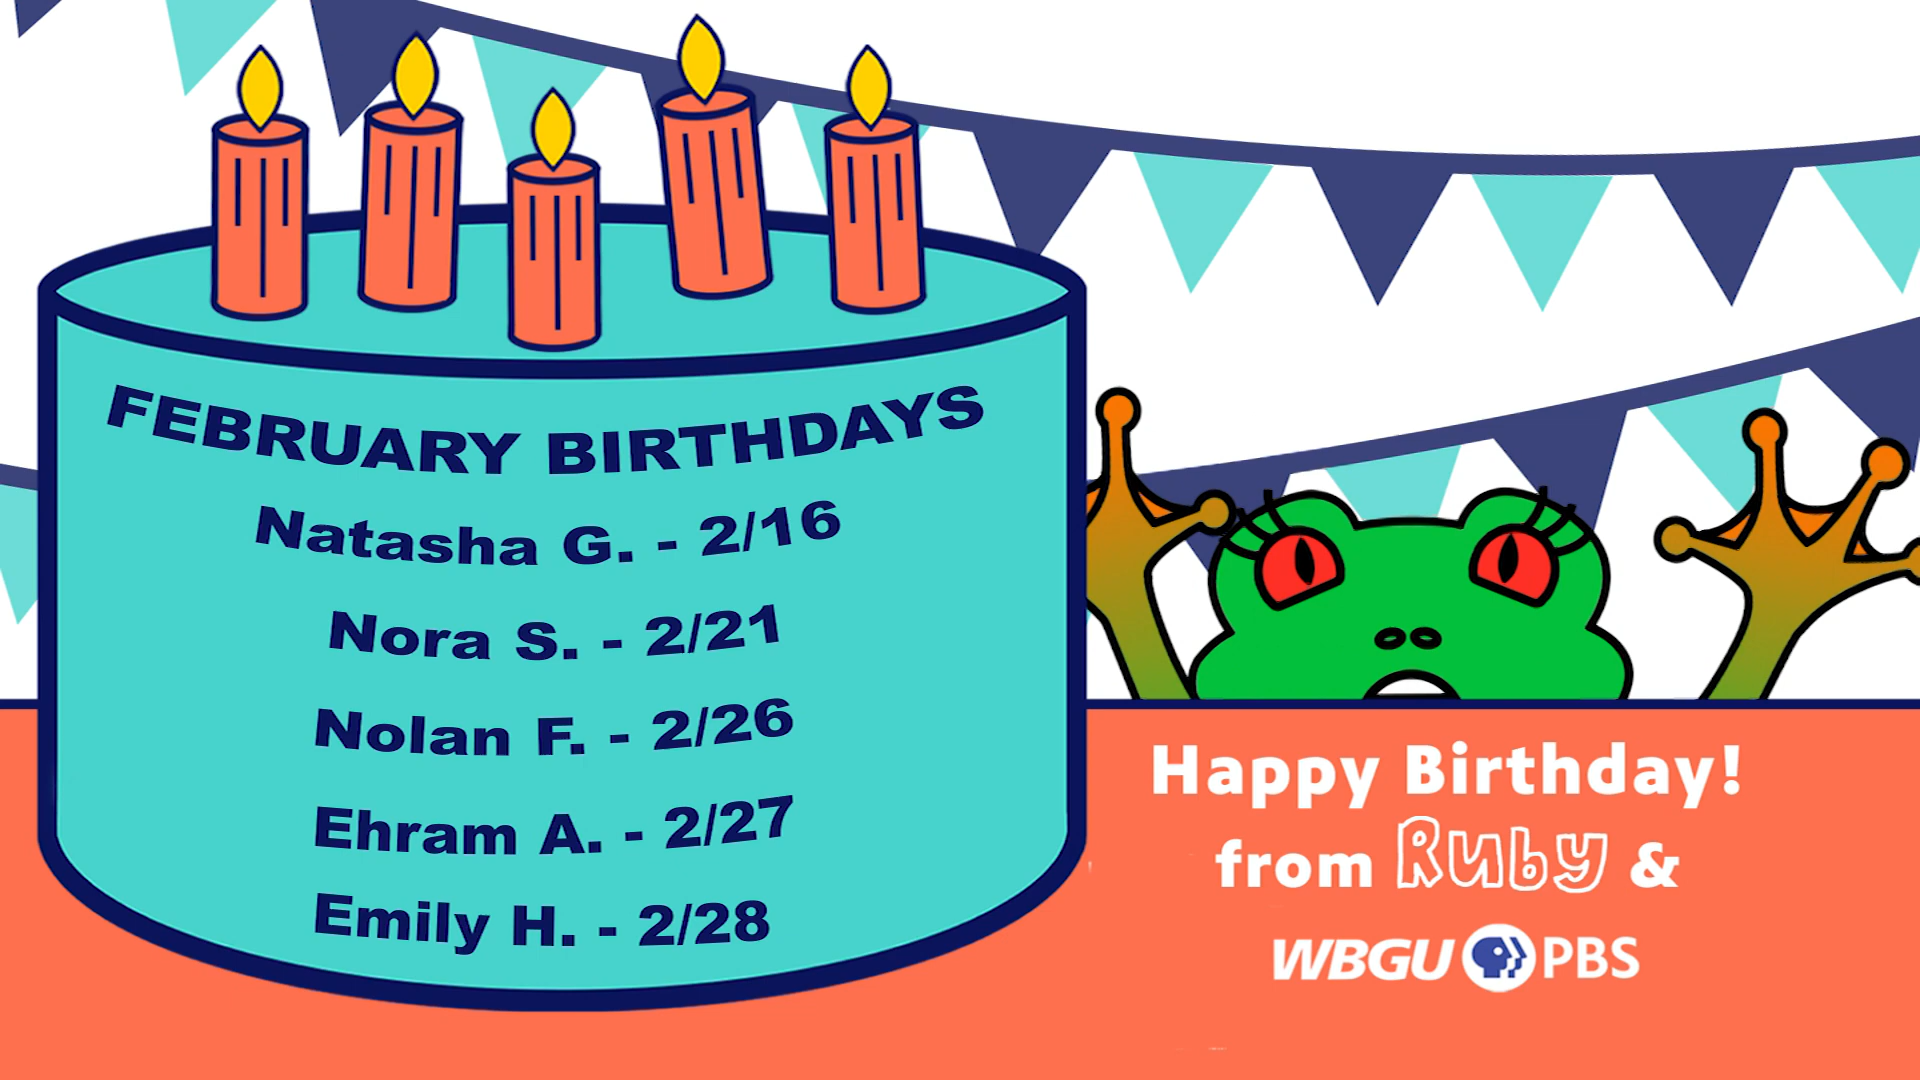 FEBRUARY BIRTHDAYS
Natasha G. - 2/16
Nora S. - 2/21
Nolan F. - 2/26
Ehram A. - 2/27
Emily H. - 2/28
Happy Birthday!
from Ruby &
WBGU PBS